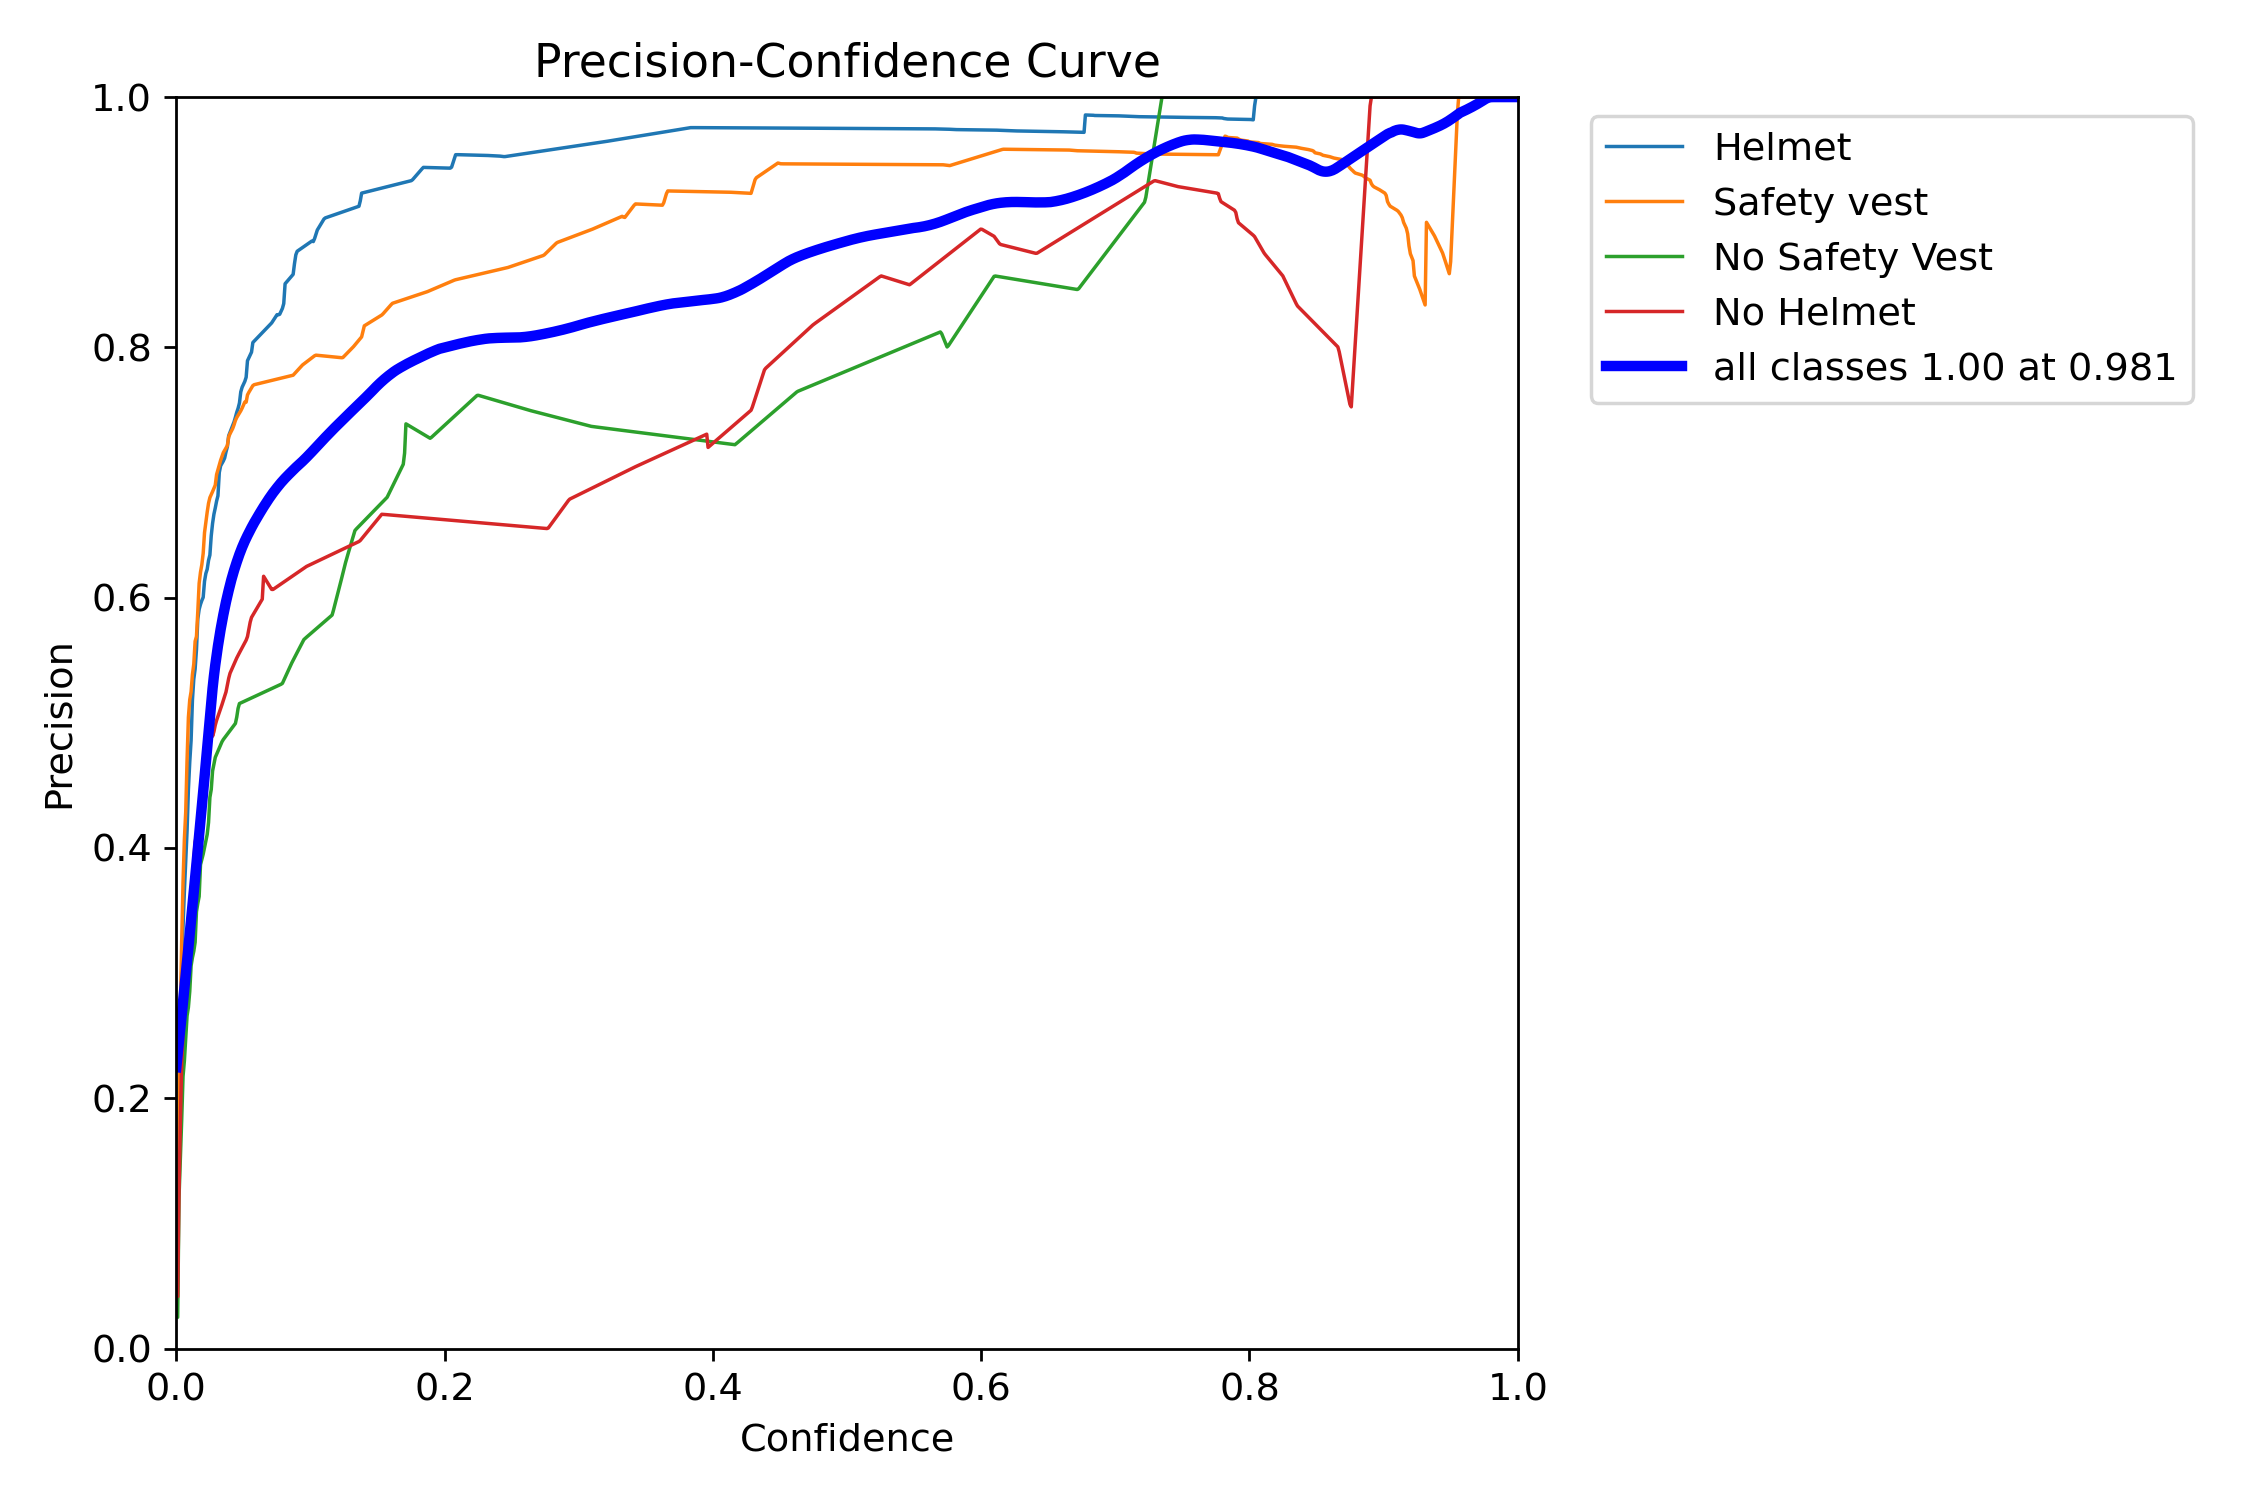 Precision-Confidence Curve
1.0
0.8
0.6
0.4
0.2
0.0
Precision
0.0 0.2 0.4 0.6 0.8 1.0
Confidence
Helmet
Safety vest
No Safety Vest
No Helmet
all classes 1.00 at 0.981